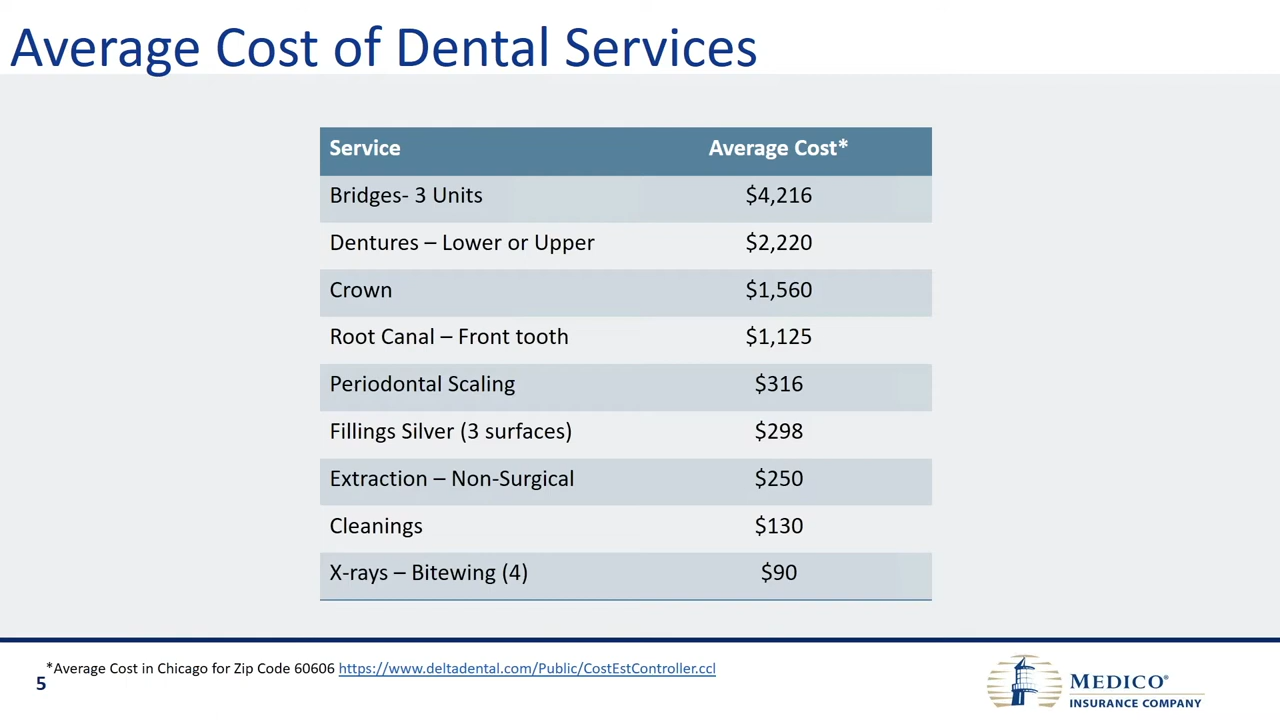 Average Cost of Dental Services
Service Average Cost*
Bridges- 3 Units $4,216
Dentures – Lower or Upper $2,220
Crown $1,560
Root Canal – Front tooth $1,125
Periodontal Scaling $316
Fillings Silver (3 surfaces) $298
Extraction – Non-Surgical $250
Cleanings $130
X-rays – Bitewing (4) $90
*Average Cost in Chicago for Zip Code 60606 https://www.deltadental.com/Public/CostEstController.ccl
5
MEDICO®
INSURANCE COMPANY